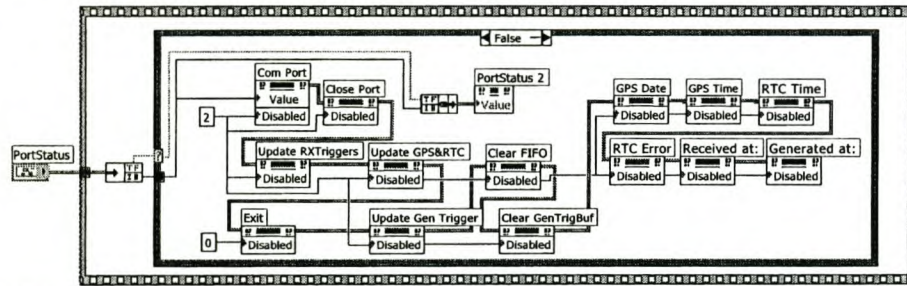 False
Com Port
Value
Disabled
Close Port
Disabled
PortStatus 2
Value
GPS Date
Disabled
GPS Time
Disabled
RTC Time
Disabled
2
PortStatus
?
Update RXTriggers
Disabled
Update GPS&RTC
Disabled
Clear FIFO
Disabled
RTC Error
Disabled
Received at:
Disabled
Generated at:
Disabled
Exit
Disabled
0
Update Gen Trigger
Disabled
Clear GenTrigBuf
Disabled